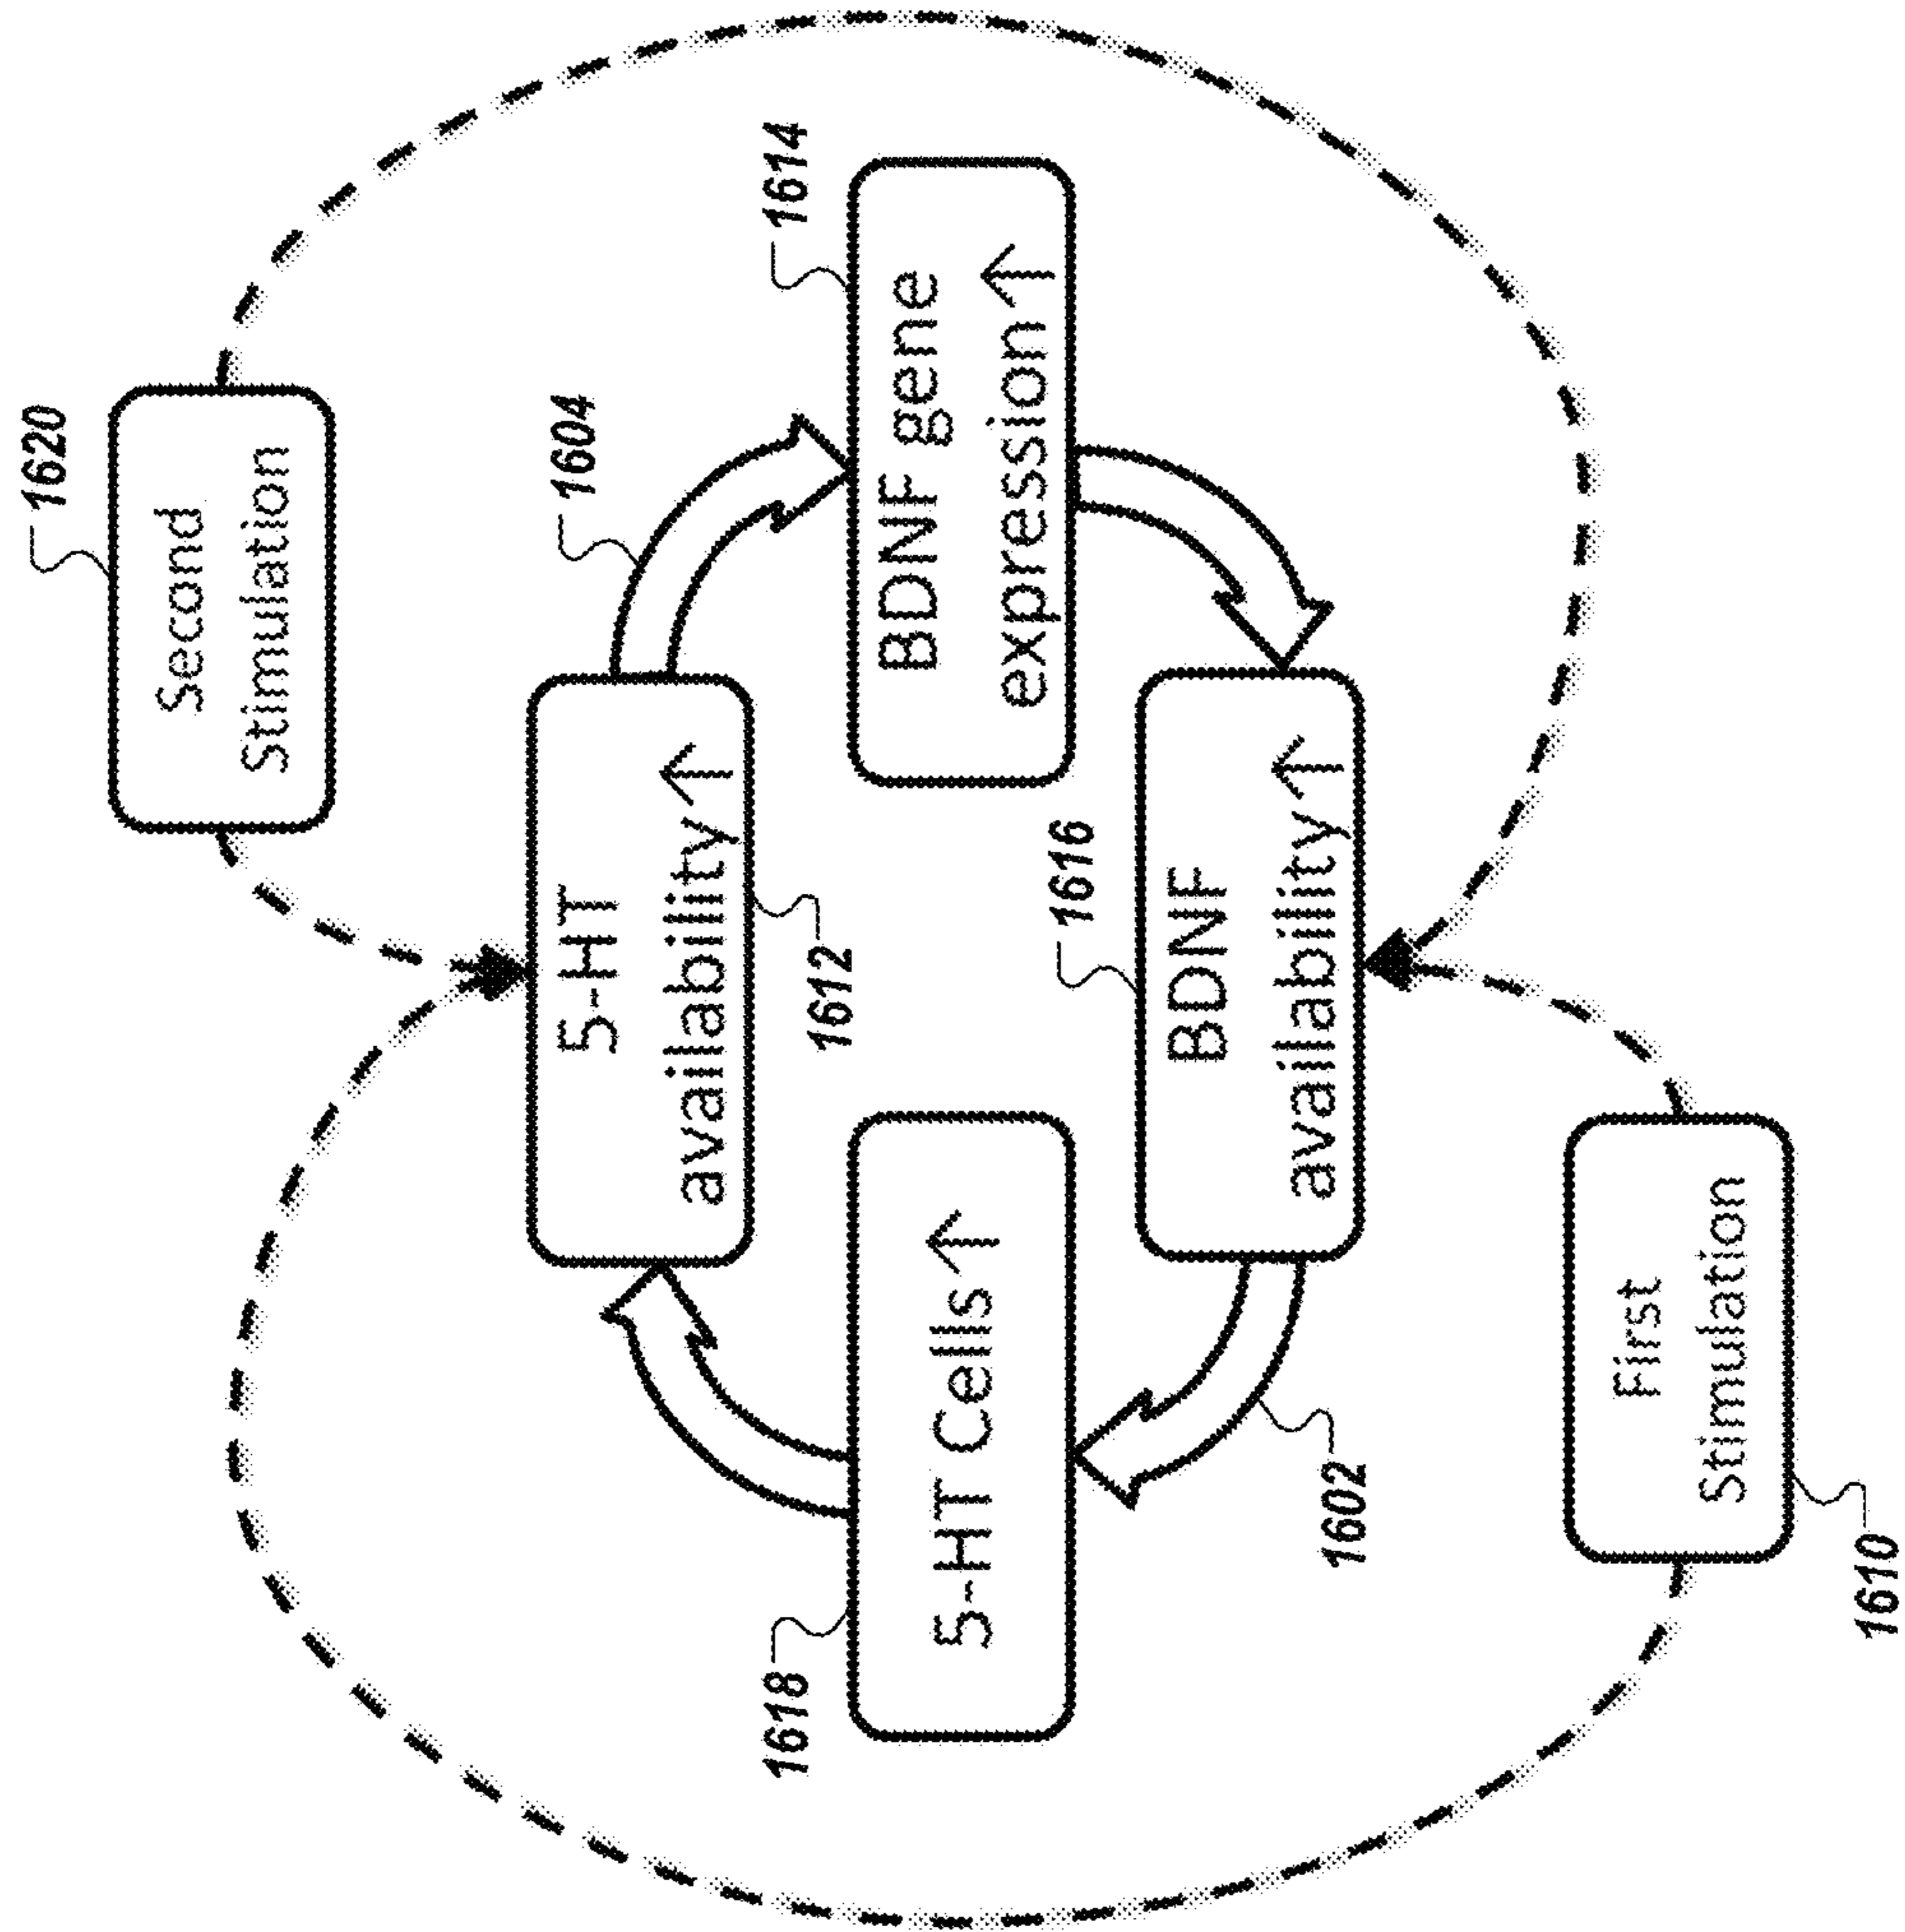 1620
Second
Stimulation
1604
5-HT
availability↑
1612
1614
BDNF gene
expression ↑
1618
5-HT Cells↑
1616
BDNF
availability↑
1602
First
Stimulation
1610